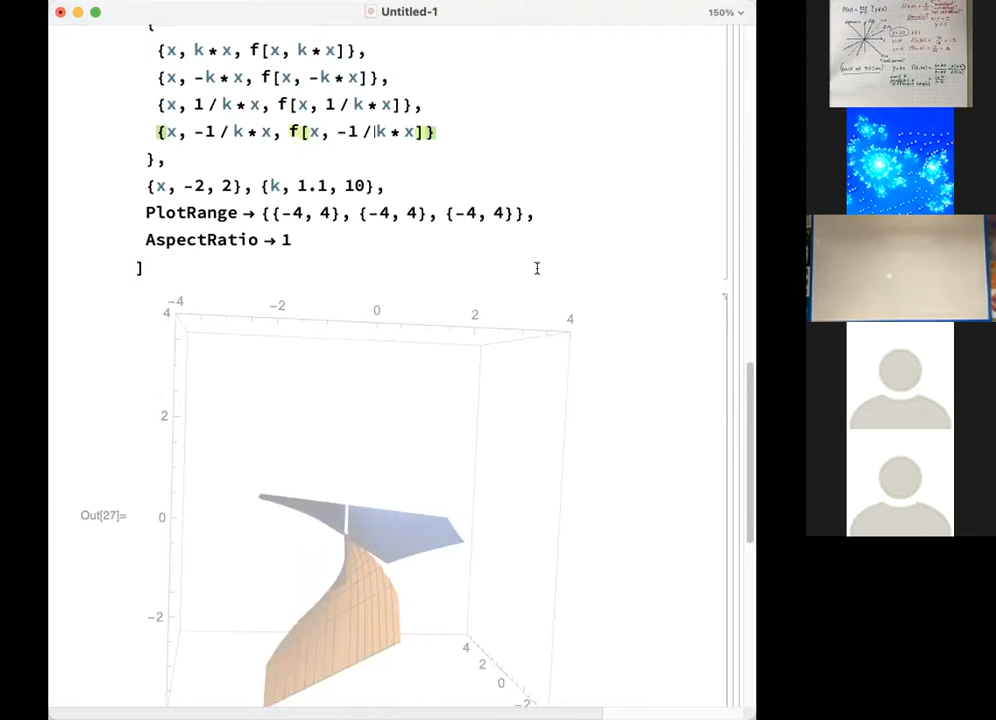 Untitled-1
150%
{
{x, k * x, f[x, k * x]},
{x, -k * x, f[x, -k * x]},
{x, 1 / k * x, f[x, 1 / k * x]},
{x, -1 / k * x, f[x, -1 / k * x]}
},
{x, -2, 2}, {k, 1.1, 10},
PlotRange → {{-4, 4}, {-4, 4}, {-4, 4}},
AspectRatio → 1
]
-4
-2
0
2
4
4
2
Out[27]=
0
-2
4
2
0
-2